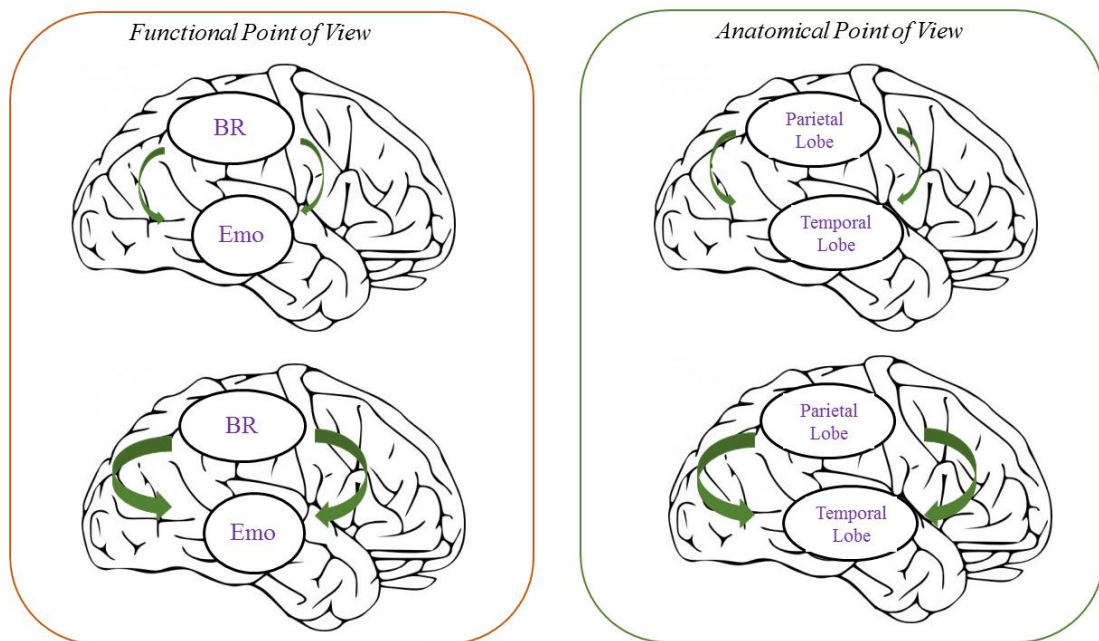 Functional Point of View
BR
Emo
BR
Emo
Anatomical Point of View
Parietal
Lobe
Temporal
Lobe
Parietal
Lobe
Temporal
Lobe